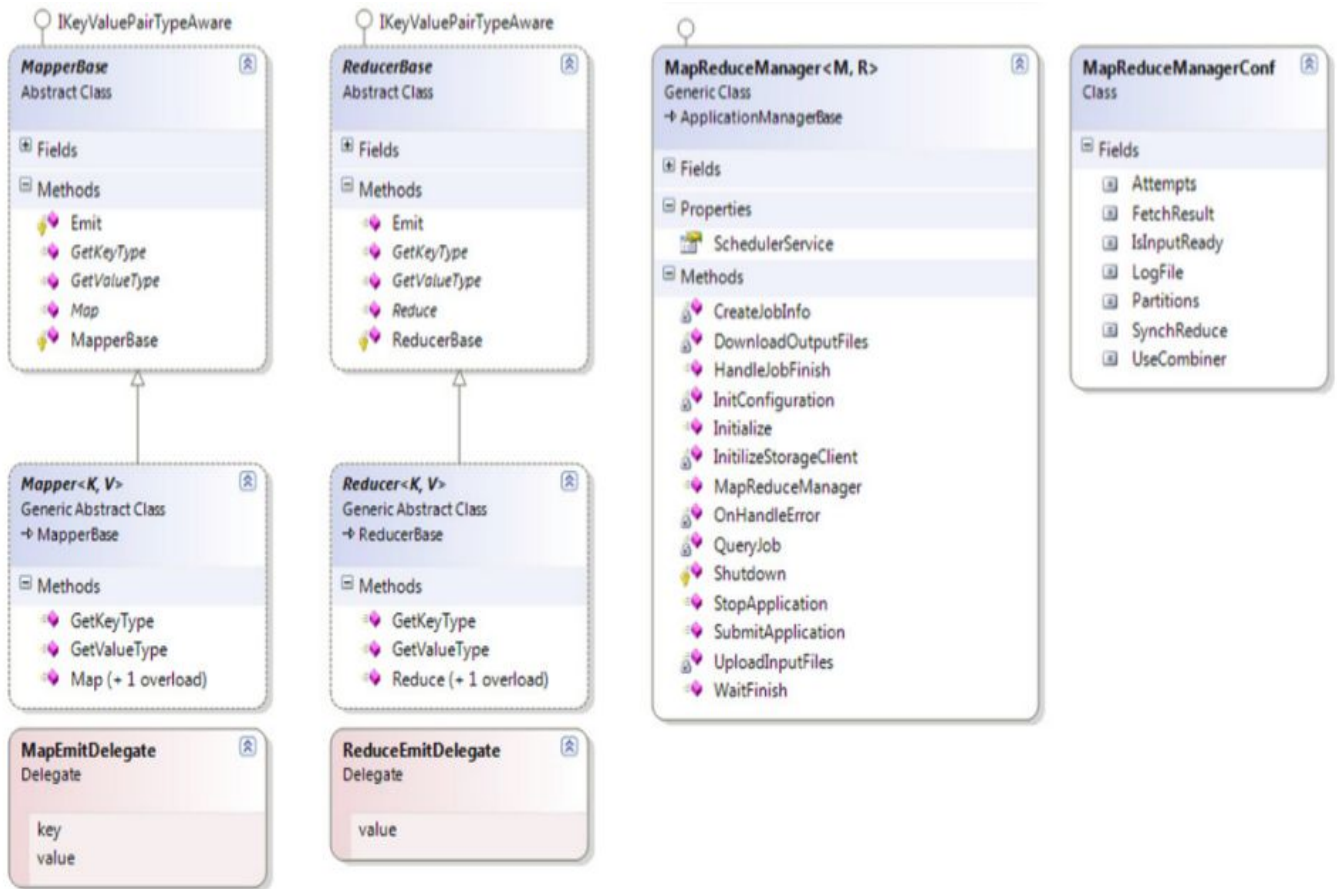 IKeyValuePairTypeAware
MapperBase
Abstract Class
Fields
Methods
Emit
GetKeyType
GetValueType
Map
MapperBase
Mapper<K, V>
Generic Abstract Class
MapperBase
Methods
GetKeyType
GetValueType
Map (+ 1 overload)
MapEmitDelegate
Delegate
key
value
IKeyValuePairTypeAware
ReducerBase
Abstract Class
Fields
Methods
Emit
GetKeyType
GetValueType
Reduce
ReducerBase
Reducer<K, V>
Generic Abstract Class
ReducerBase
Methods
GetKeyType
GetValueType
Reduce (+ 1 overload)
ReduceEmitDelegate
Delegate
value
MapReduceManager<M, R>
Generic Class
ApplicationManagerBase
Fields
Properties
SchedulerService
Methods
CreateJobInfo
DownloadOutputFiles
HandleJobFinish
InitConfiguration
Initialize
InitilizeStorageClient
MapReduceManager
OnHandleError
QueryJob
Shutdown
StopApplication
SubmitApplication
UploadInputFiles
WaitFinish
MapReduceManagerConf
Class
Fields
Attempts
FetchResult
IsInputReady
LogFile
Partitions
SynchReduce
UseCombiner